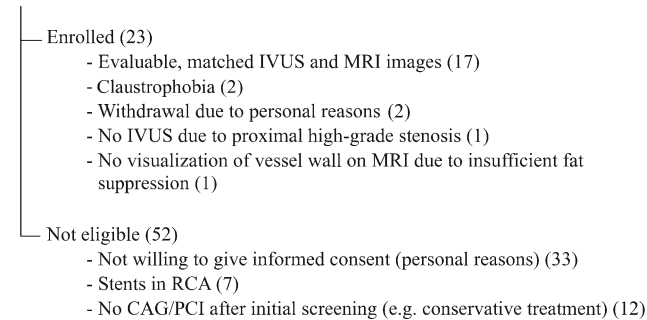 Enrolled (23)
- Evaluable, matched IVUS and MRI images (17)
- Claustrophobia (2)
- Withdrawal due to personal reasons (2)
- No IVUS due to proximal high-grade stenosis (1)
- No visualization of vessel wall on MRI due to insufficient fat
suppression (1)
Not eligible (52)
- Not willing to give informed consent (personal reasons) (33)
- Stents in RCA (7)
- No CAG/PCI after initial screening (e.g. conservative treatment) (12)